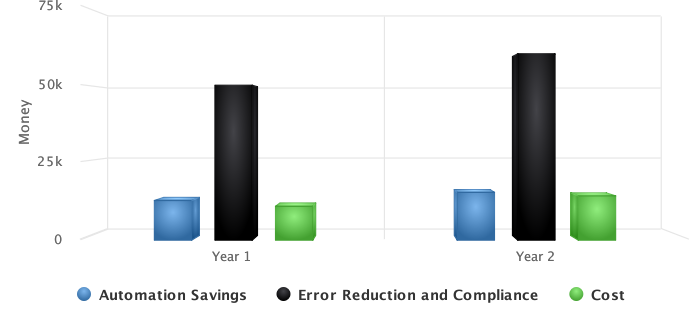 75k
50k
25k
0
Money
Year 1
Year 2
Automation Savings
Error Reduction and Compliance
Cost